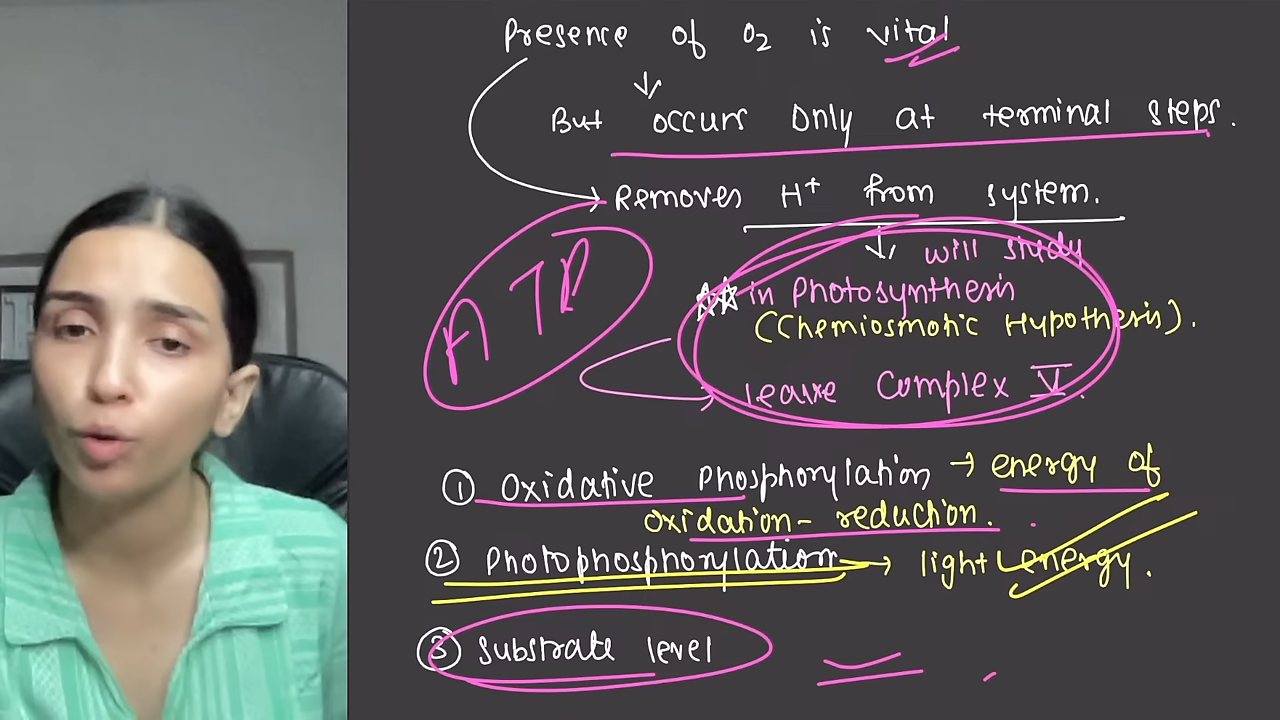 Presence of O2 is vital
↓
But occurs only at terminal steps.
→ Removes H+ from system.
↓ will study
ATP
☆☆ in Photosynthesis
(Chemiosmotic Hypothesis).
leave Complex V.
① Oxidative Phosphorylation → energy of
oxidation-reduction.
② Photophosphorylation → light energy.
③ Substrate level